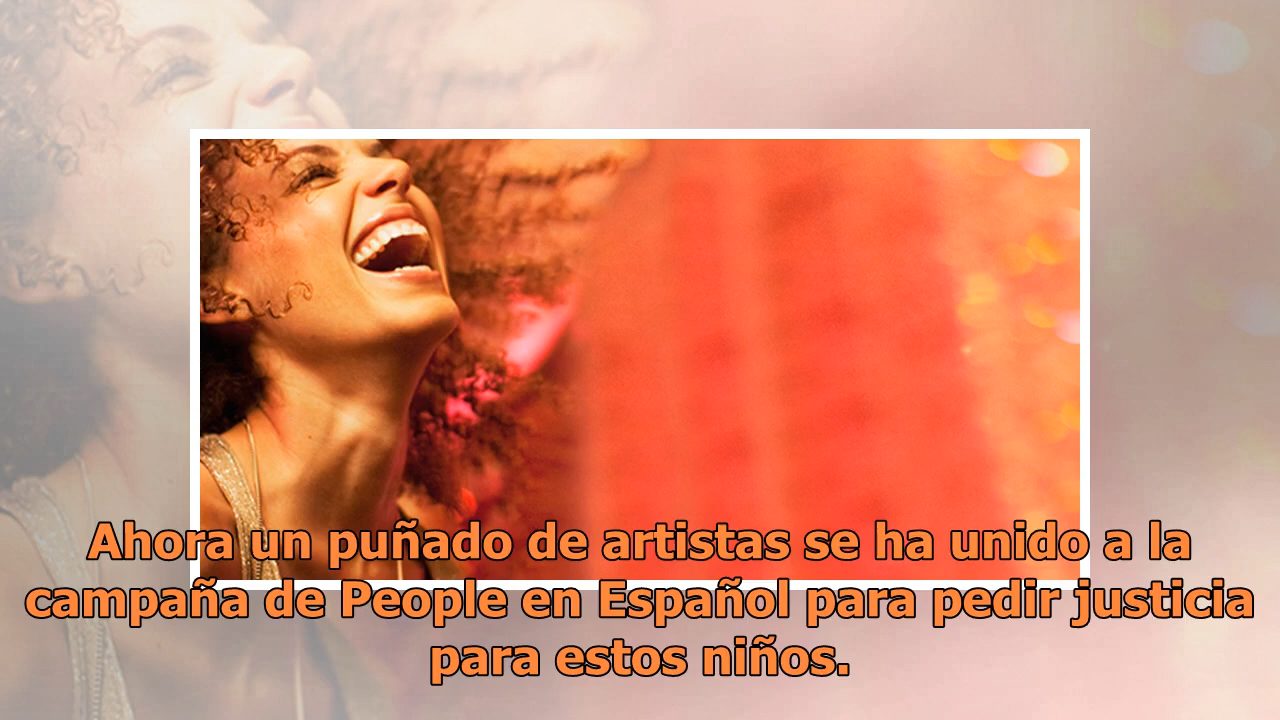 Ahora un puñado de artistas se ha unido a la
campaña de People en Español para pedir justicia
para estos niños.